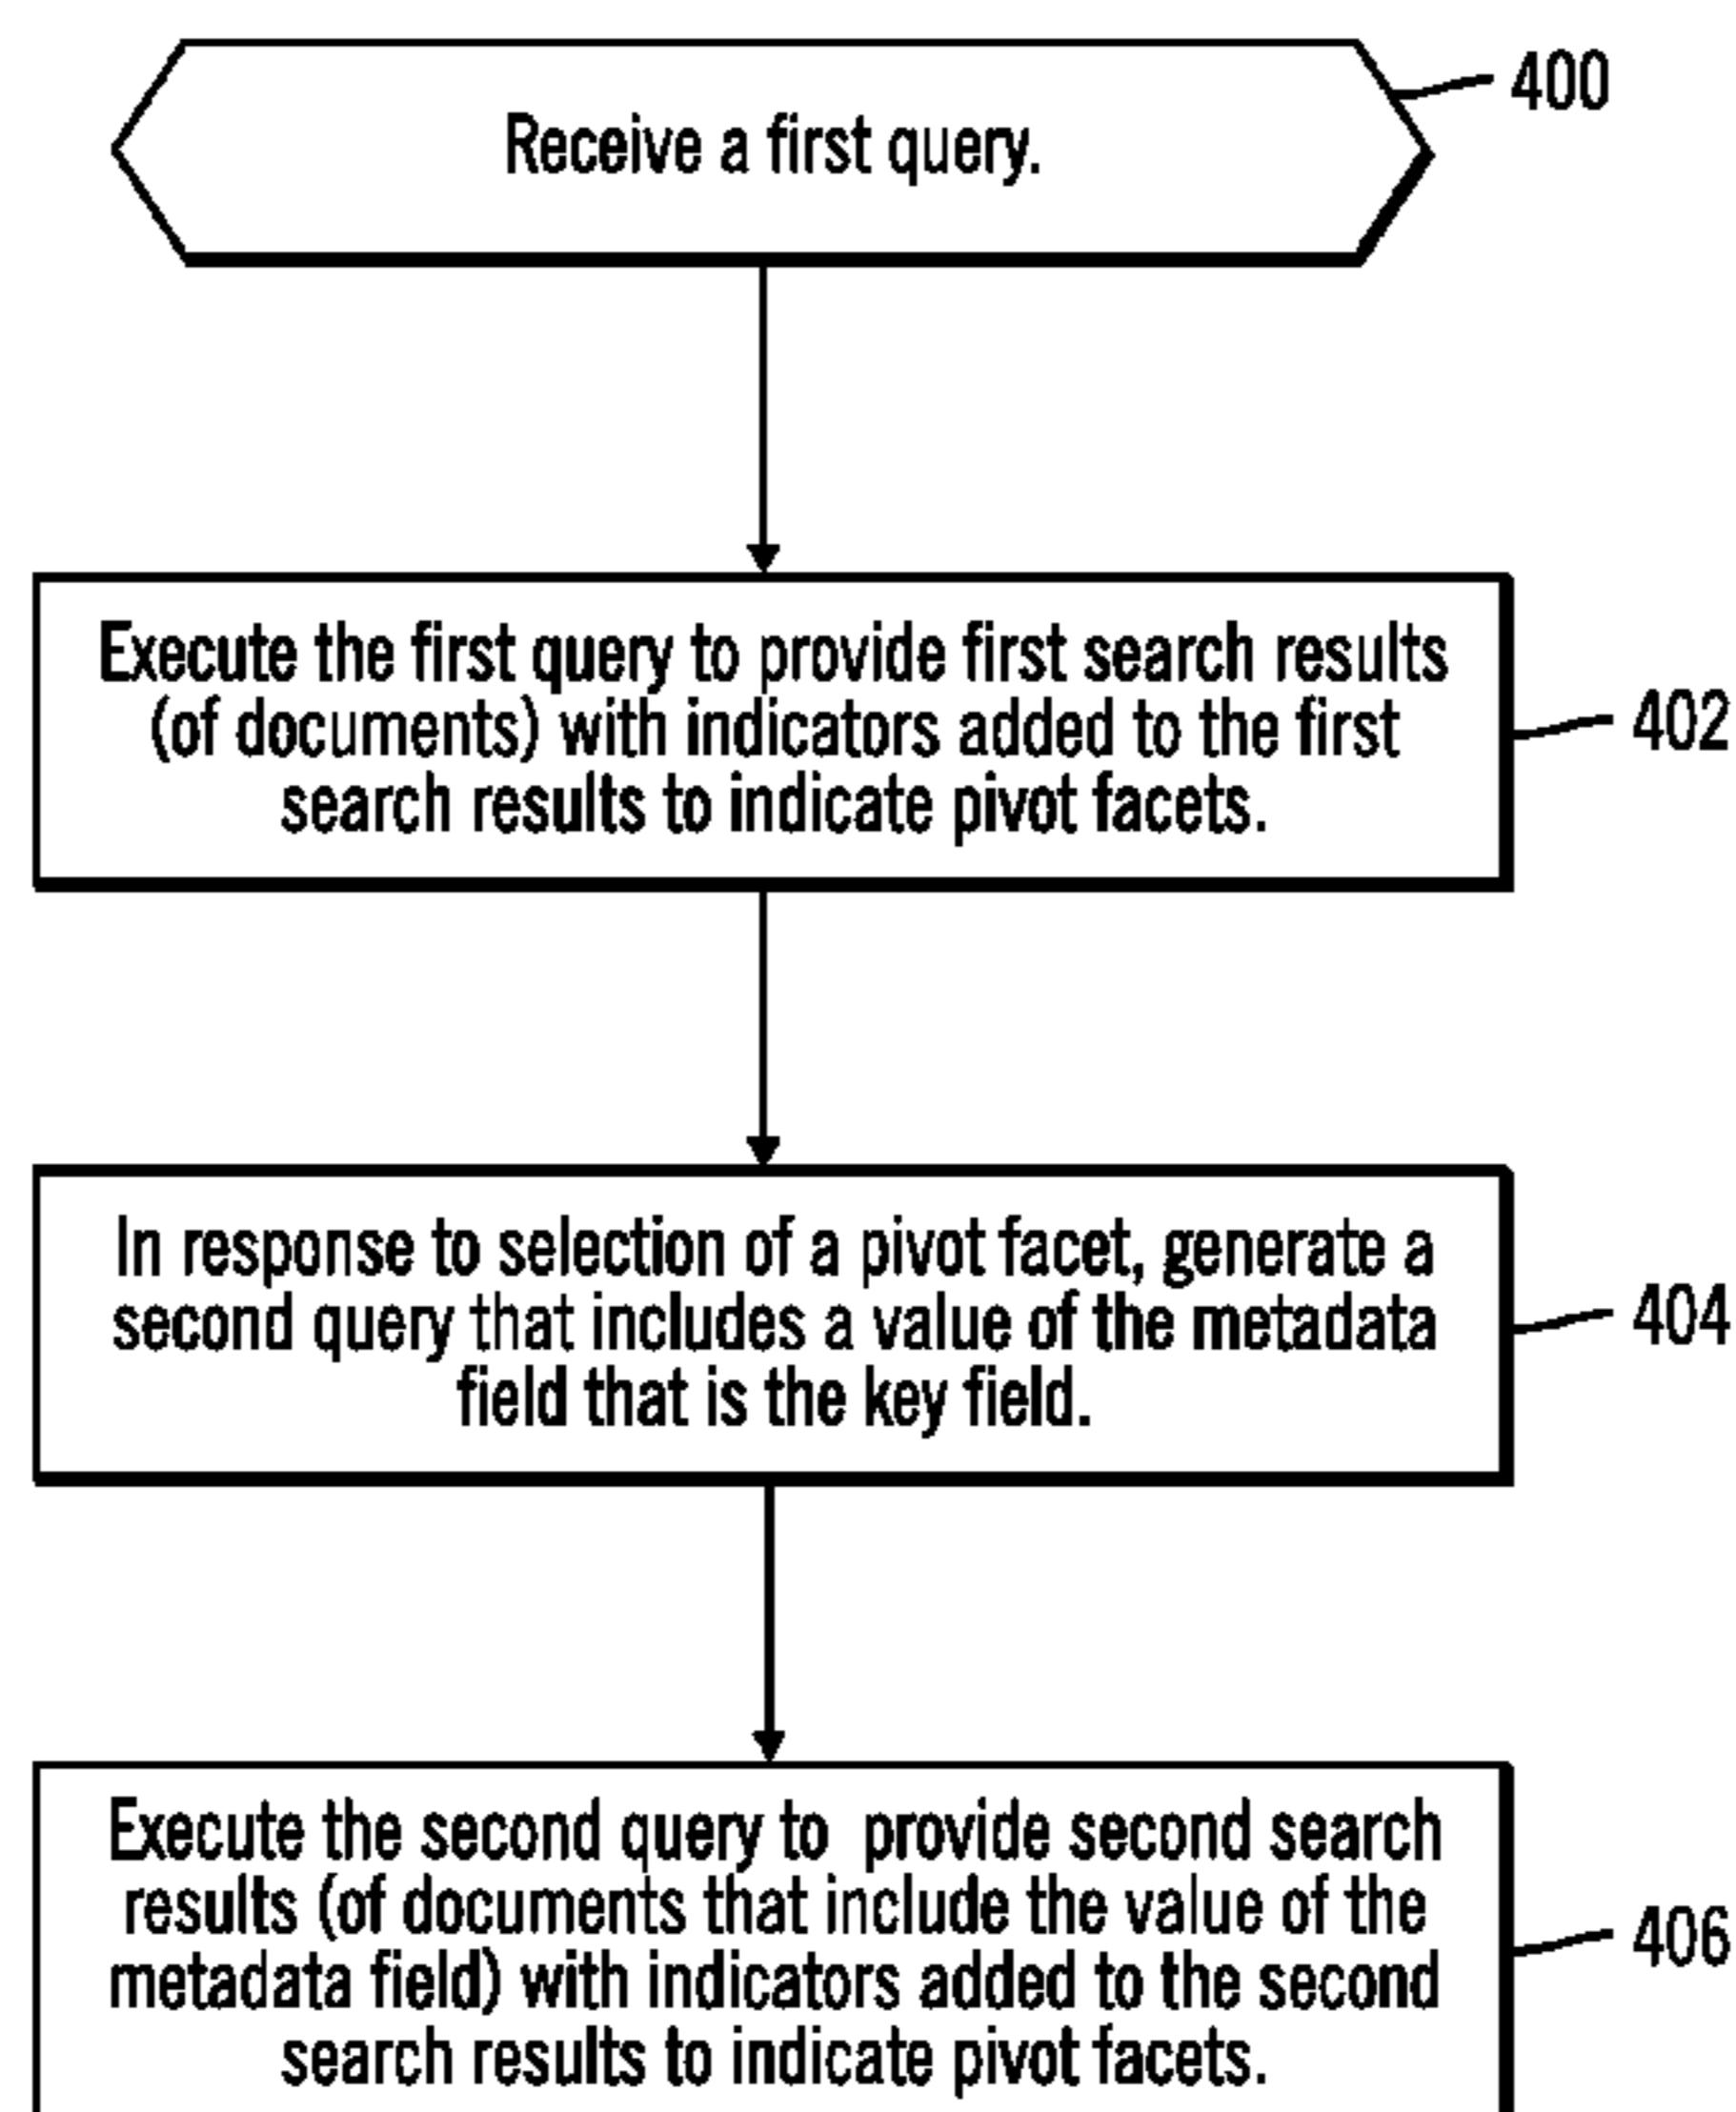 Receive a first query.
400
Execute the first query to provide first search results
(of documents) with indicators added to the first
search results to indicate pivot facets.
402
In response to selection of a pivot facet, generate a
second query that includes a value of the metadata
field that is the key field.
404
Execute the second query to provide second search
results (of documents that include the value of the
metadata field) with indicators added to the second
search results to indicate pivot facets.
406